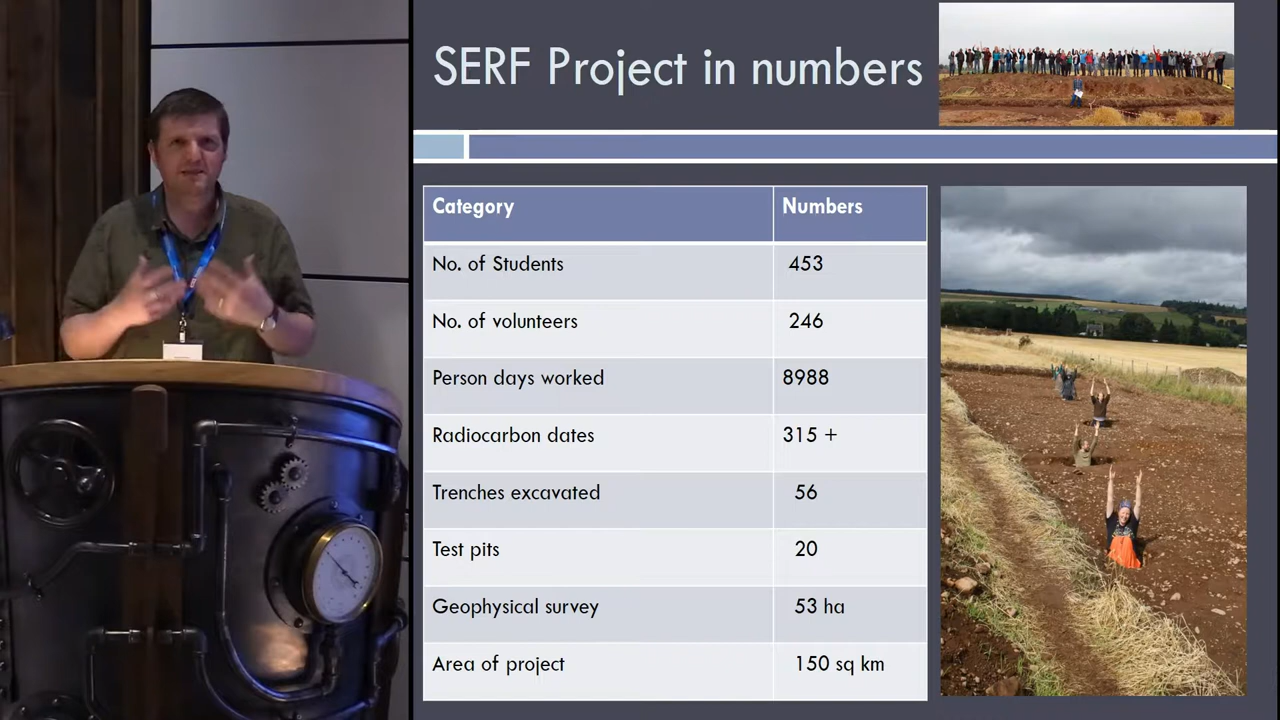 SERF Project in numbers
Category Numbers
No. of Students 453
No. of volunteers 246
Person days worked 8988
Radiocarbon dates 315 +
Trenches excavated 56
Test pits 20
Geophysical survey 53 ha
Area of project 150 sq km